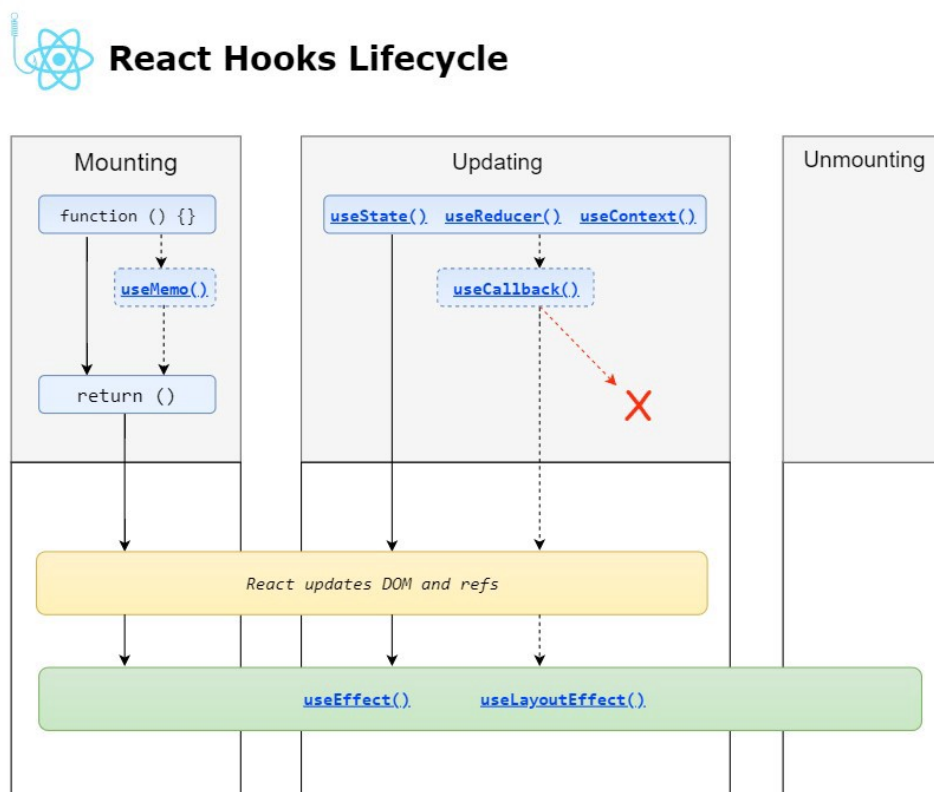 React Hooks Lifecycle
Mounting
function () {}
useMemo()
return ()
Updating
useState() useReducer() useContext()
useCallback()
X
Unmounting
React updates DOM and refs
useEffect() useLayoutEffect()